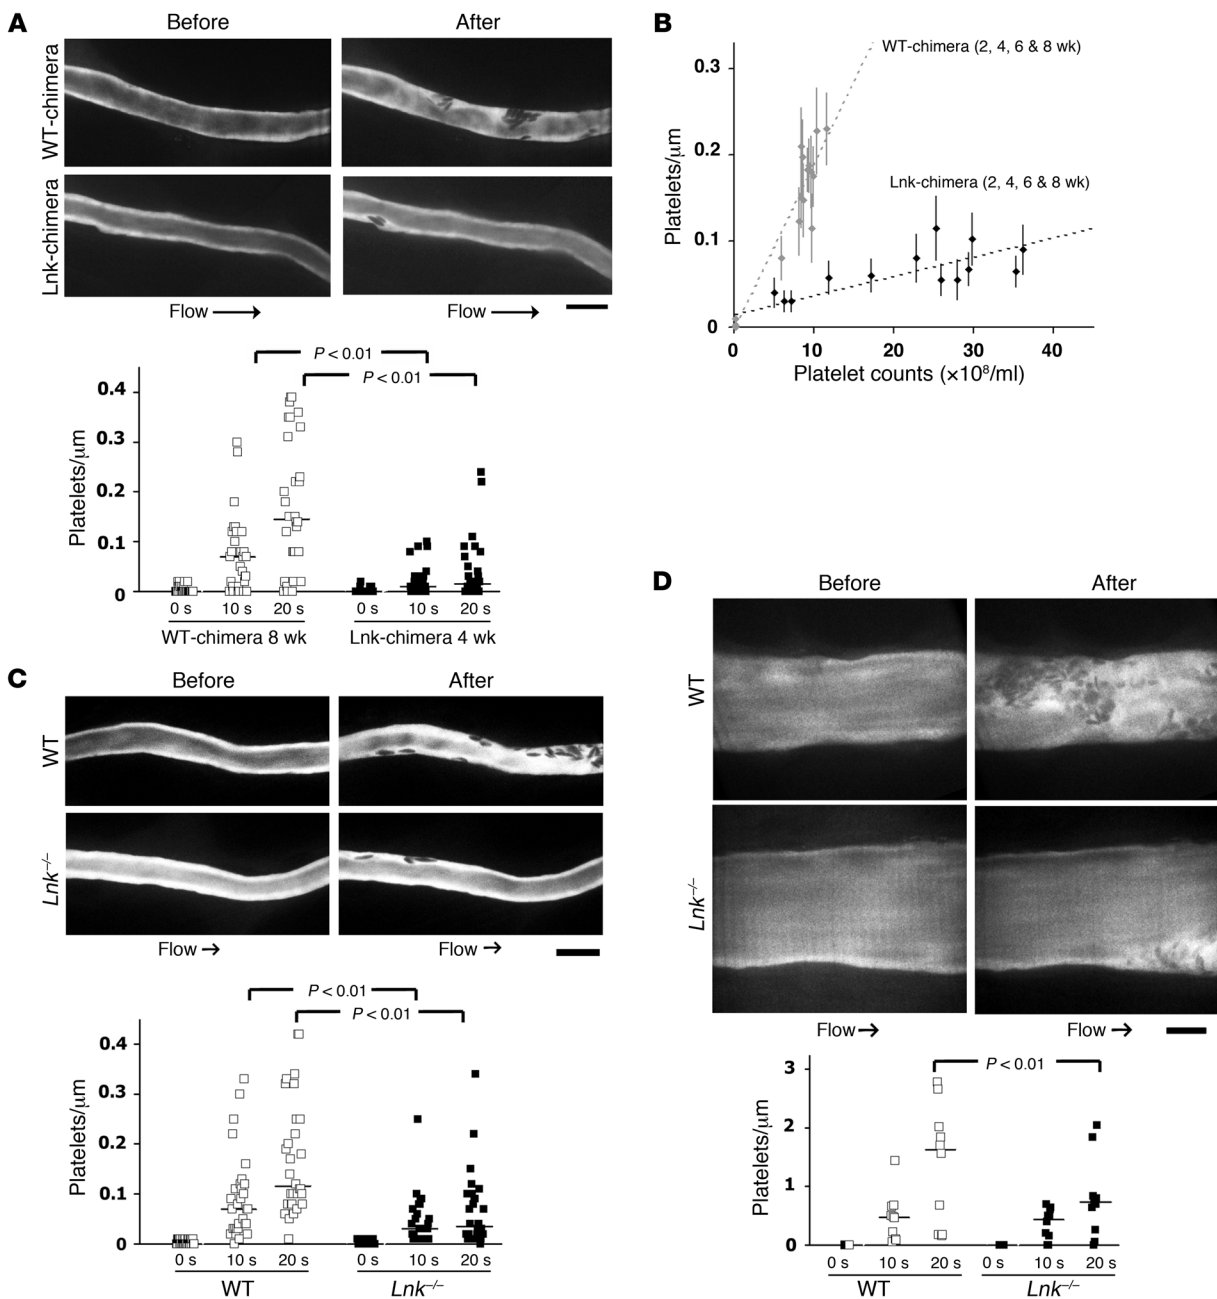 A
Before
After
WT-chimera
Lnk-chimera
Flow
Flow
P < 0.01
P < 0.01
Platelets/μm
0.4
0.3
0.2
0.1
0
0 s
10 s
20 s
0 s
10 s
20 s
WT-chimera 8 wk
Lnk-chimera 4 wk
B
WT-chimera (2, 4, 6 & 8 wk)
Lnk-chimera (2, 4, 6 & 8 wk)
Platelets/μm
0.3
0.2
0.1
0
0
10
20
30
40
Platelet counts (×10⁸/ml)
C
Before
After
WT
Lnk⁻/⁻
Flow
Flow
P < 0.01
P < 0.01
Platelets/μm
0.4
0.3
0.2
0.1
0
0 s
10 s
20 s
0 s
10 s
20 s
WT
Lnk⁻/⁻
D
Before
After
WT
Lnk⁻/⁻
Flow
Flow
P < 0.01
Platelets/μm
3
2
1
0
0 s
10 s
20 s
0 s
10 s
20 s
WT
Lnk⁻/⁻